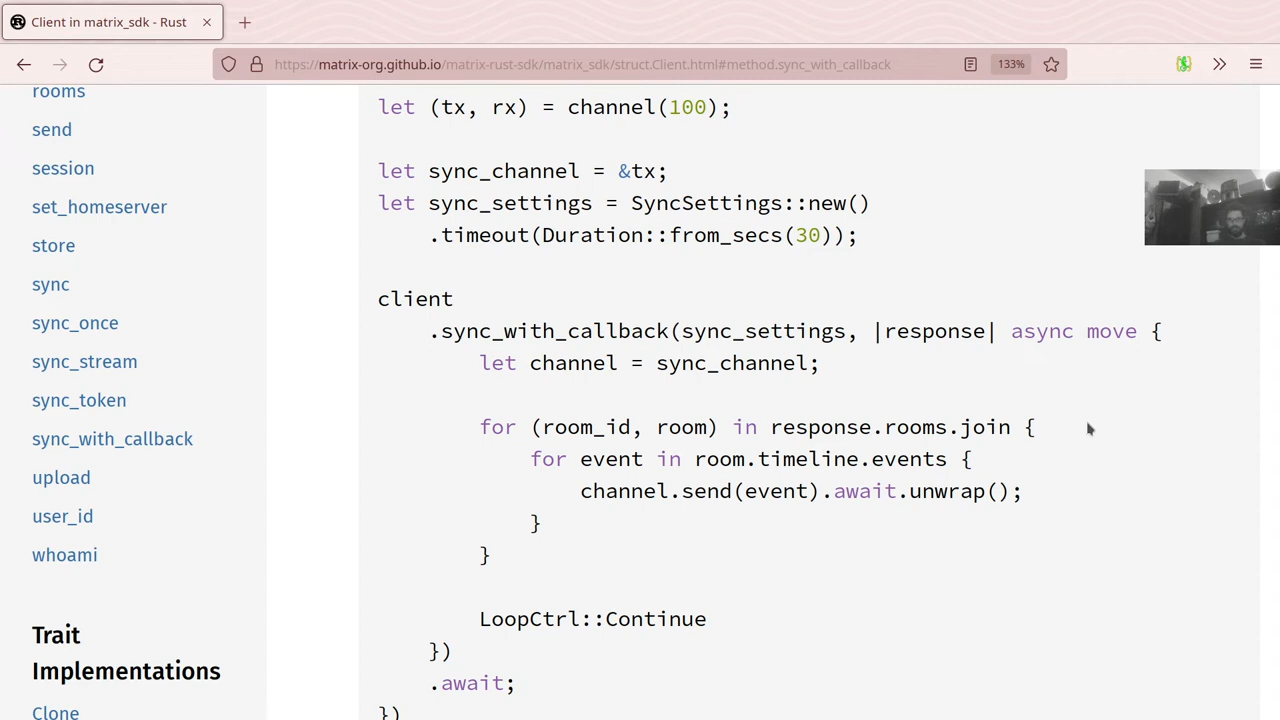 Client in matrix_sdk - Rust
https://matrix-org.github.io/matrix-rust-sdk/matrix_sdk/struct.Client.html#method.sync_with_callback
133%
rooms
send
session
set_homeserver
store
sync
sync_once
sync_stream
sync_token
sync_with_callback
upload
user_id
whoami
Trait
Implementations
Clone
let (tx, rx) = channel(100);
let sync_channel = &tx;
let sync_settings = SyncSettings::new()
.timeout(Duration::from_secs(30));
client
.sync_with_callback(sync_settings, |response| async move {
let channel = sync_channel;
for (room_id, room) in response.rooms.join {
for event in room.timeline.events {
channel.send(event).await.unwrap();
}
}
LoopCtrl::Continue
})
.await;
})